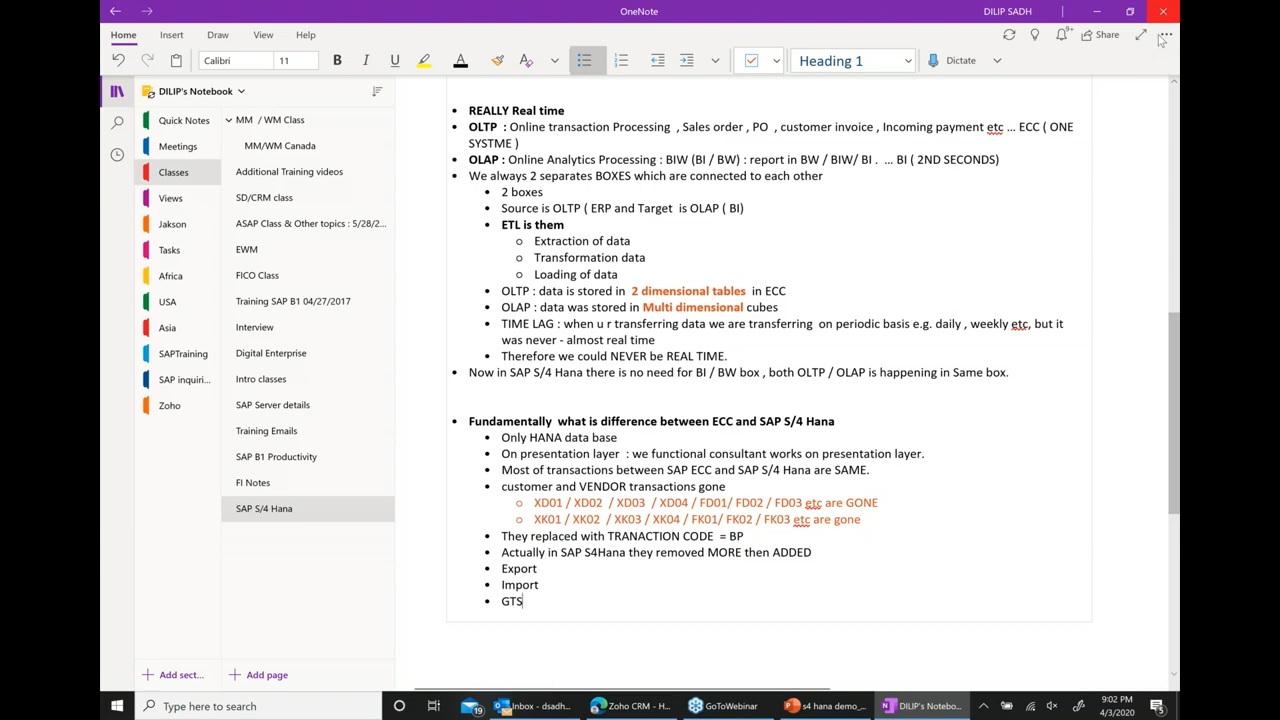 OneNote
DILIP SADH
Home
Insert
Draw
View
Help
9+
Share
Calibri
11
B
I
U
A
Heading 1
Dictate
DILIP's Notebook
Quick Notes
Meetings
Classes
Views
Jakson
Tasks
Africa
USA
Asia
SAPTraining
SAP inquiri...
Zoho
MM / WM Class
MM/WM Canada
Additional Training videos
SD/CRM class
ASAP Class & Other topics : 5/28/2...
EWM
FICO Class
Training SAP B1 04/27/2017
Interview
Digital Enterprise
Intro classes
SAP Server details
Training Emails
SAP B1 Productivity
FI Notes
SAP S/4 Hana
REALLY Real time
OLTP : Online transaction Processing , Sales order , PO , customer invoice , Incoming payment etc ... ECC ( ONE
SYSTME )
OLAP : Online Analytics Processing : BIW (BI / BW) : report in BW / BIW/ BI . ... BI ( 2ND SECONDS)
We always 2 separates BOXES which are connected to each other
2 boxes
Source is OLTP ( ERP and Target is OLAP ( BI)
ETL is them
Extraction of data
Transformation data
Loading of data
OLTP : data is stored in 2 dimensional tables in ECC
OLAP : data was stored in Multi dimensional cubes
TIME LAG : when u r transferring data we are transferring on periodic basis e.g. daily , weekly etc, but it
was never - almost real time
Therefore we could NEVER be REAL TIME.
Now in SAP S/4 Hana there is no need for BI / BW box , both OLTP / OLAP is happening in Same box.
Fundamentally what is difference between ECC and SAP S/4 Hana
Only HANA data base
On presentation layer : we functional consultant works on presentation layer.
Most of transactions between SAP ECC and SAP S/4 Hana are SAME.
customer and VENDOR transactions gone
XD01 / XD02 / XD03 / XD04 / FD01/ FD02 / FD03 etc are GONE
XK01 / XK02 / XK03 / XK04 / FK01/ FK02 / FK03 etc are gone
They replaced with TRANACTION CODE = BP
Actually in SAP S4Hana they removed MORE then ADDED
Export
Import
GTS
Add sect...
Add page
Type here to search
19
Inbox - dsadh...
Zoho CRM - H...
GoToWebinar
s4 hana demo_...
DILIP's Notebo...
9:02 PM
4/3/2020
5